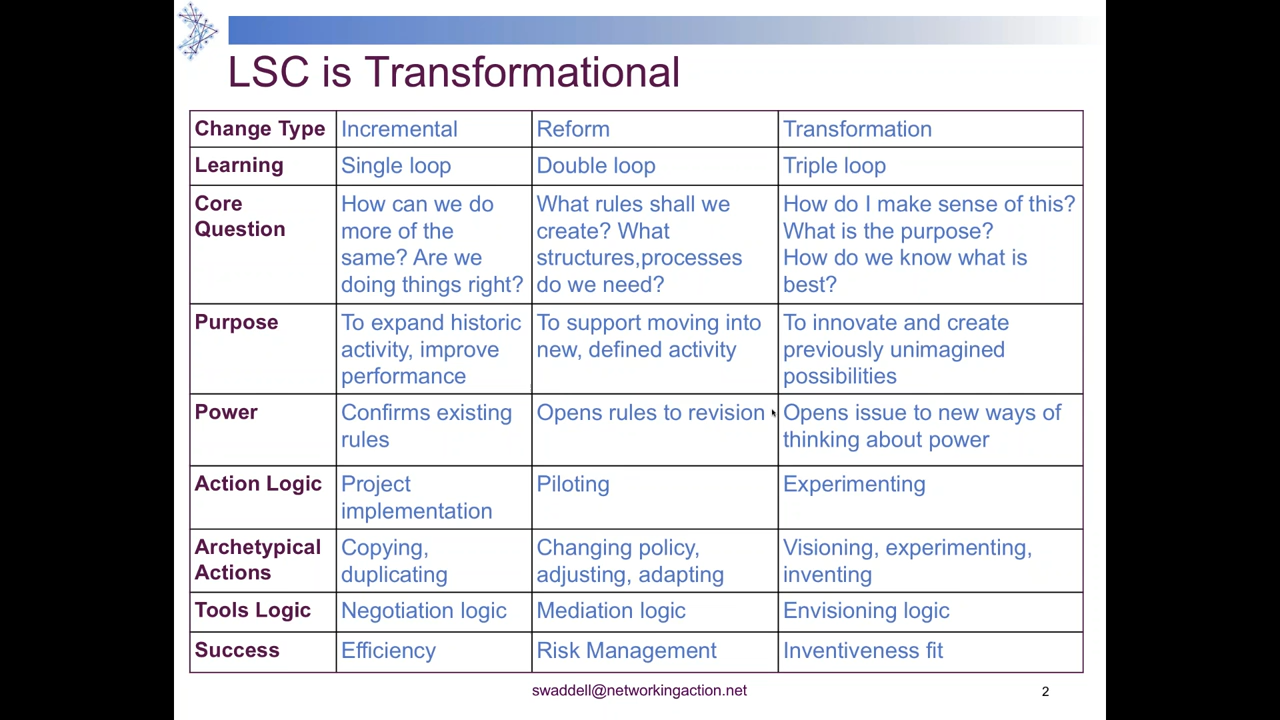 LSC is Transformational
Change Type Incremental Reform Transformation
Learning Single loop Double loop Triple loop
Core Question
How can we do
more of the
same? Are we
doing things right?
What rules shall we
create? What
structures,processes
do we need?
How do I make sense of this?
What is the purpose?
How do we know what is
best?
Purpose
To expand historic
activity, improve
performance
To support moving into
new, defined activity
To innovate and create
previously unimagined
possibilities
Power
Confirms existing
rules
Opens rules to revision
Opens issue to new ways of
thinking about power
Action Logic
Project
implementation
Piloting
Experimenting
Archetypical
Actions
Copying,
duplicating
Changing policy,
adjusting, adapting
Visioning, experimenting,
inventing
Tools Logic Negotiation logic Mediation logic Envisioning logic
Success Efficiency Risk Management Inventiveness fit
swaddell@networkingaction.net 2